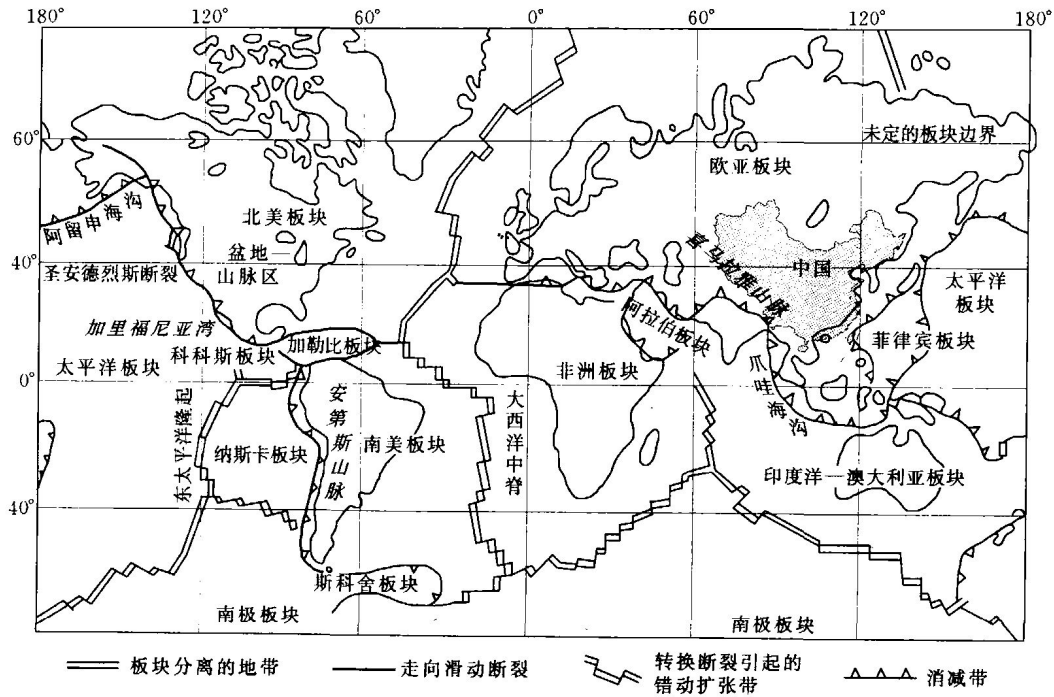 180° 120° 60° 0° 60° 120° 180°
60°
未定的板块边界
欧亚板块
阿留申海沟
北美板块
盆地—
山脉区
40°
圣安德烈斯断裂
喜马拉雅山脉
中国
太平洋
板块
加里福尼亚湾
科科斯板块
加勒比板块
阿拉伯板块
菲律宾板块
太平洋板块
非洲板块
0°
爪哇海沟
东太平洋隆起
纳斯卡板块
安第斯山脉
南美板块
大西洋中脊
印度洋—澳大利亚板块
40°
斯科舍板块
南极板块
南极板块
板块分离的地带
走向滑动断裂
转换断裂引起的
错动扩张带
消减带